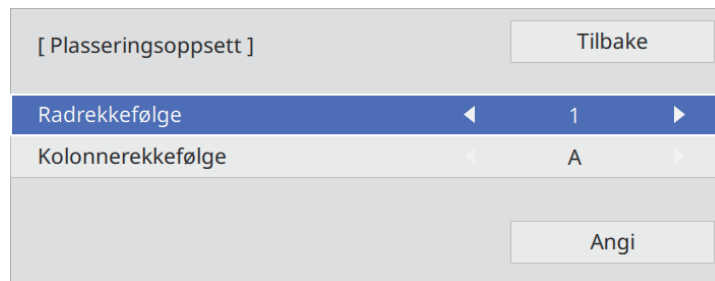 [ Plasseringsoppsett ]
Tilbake
Radrekkefølge 1
Kolonnerekkefølge A
Angi